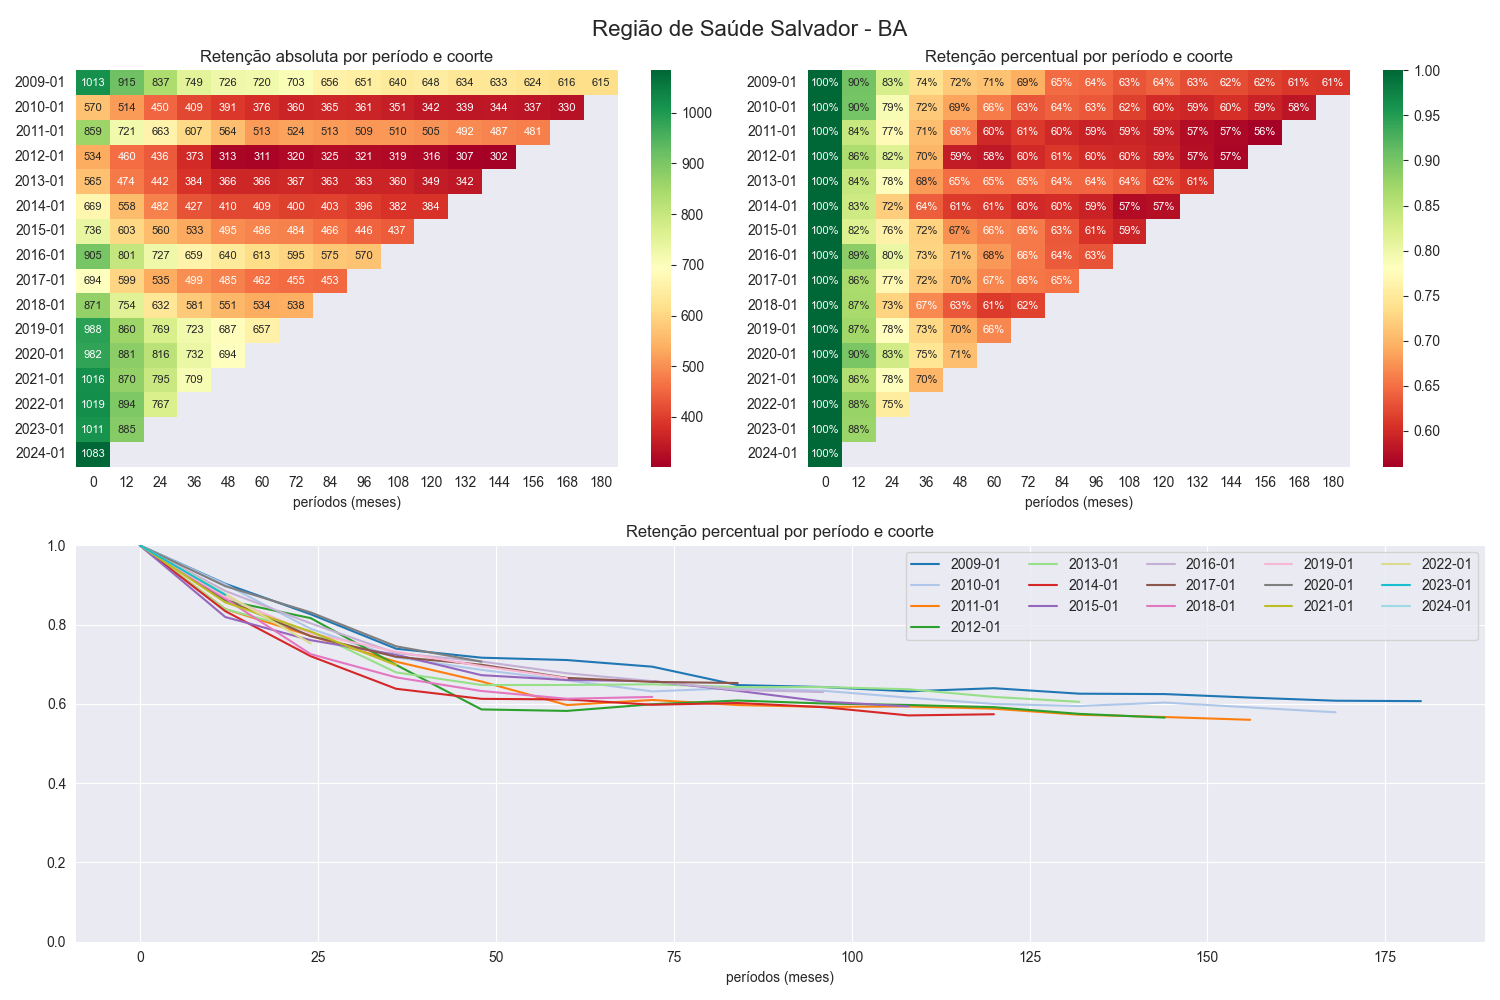 Região de Saúde Salvador - BA
Retenção absoluta por período e coorte
2009-01 1013 915 837 749 726 720 703 656 651 640 648 634 633 624 616 615
2010-01 570 514 450 409 391 376 360 365 361 351 342 339 344 337 330
2011-01 859 721 663 607 564 513 524 513 509 510 505 492 487 481
2012-01 534 460 436 373 313 311 320 325 321 319 316 307 302
2013-01 565 474 442 384 366 366 367 363 363 360 349 342
2014-01 669 558 482 427 410 409 400 403 396 382 384
2015-01 736 603 560 533 495 486 484 466 446 437
2016-01 905 801 727 659 640 613 595 575 570
2017-01 694 599 535 499 485 462 455 453
2018-01 871 754 632 581 551 534 538
2019-01 988 860 769 723 687 657
2020-01 982 881 816 732 694
2021-01 1016 870 795 709
2022-01 1019 894 767
2023-01 1011 885
2024-01 1083
0 12 24 36 48 60 72 84 96 108 120 132 144 156 168 180
períodos (meses)
1000
900
800
700
600
500
400
Retenção percentual por período e coorte
2009-01 100% 90% 83% 74% 72% 71% 69% 65% 64% 63% 64% 63% 62% 62% 61% 61%
2010-01 100% 90% 79% 72% 69% 66% 63% 64% 63% 62% 60% 59% 60% 59% 58%
2011-01 100% 84% 77% 71% 66% 60% 61% 60% 59% 59% 59% 57% 57% 56%
2012-01 100% 86% 82% 70% 59% 58% 60% 61% 60% 60% 59% 57% 57%
2013-01 100% 84% 78% 68% 65% 65% 65% 64% 64% 64% 62% 61%
2014-01 100% 83% 72% 64% 61% 61% 60% 60% 59% 57% 57%
2015-01 100% 82% 76% 72% 67% 66% 66% 63% 61% 59%
2016-01 100% 89% 80% 73% 71% 68% 66% 64% 63%
2017-01 100% 86% 77% 72% 70% 67% 66% 65%
2018-01 100% 87% 73% 67% 63% 61% 62%
2019-01 100% 87% 78% 73% 70% 66%
2020-01 100% 90% 83% 75% 71%
2021-01 100% 86% 78% 70%
2022-01 100% 88% 75%
2023-01 100% 88%
2024-01 100%
0 12 24 36 48 60 72 84 96 108 120 132 144 156 168 180
períodos (meses)
1.00
0.95
0.90
0.85
0.80
0.75
0.70
0.65
0.60
Retenção percentual por período e coorte
1.0
0.8
0.6
0.4
0.2
0.0
2009-01 2013-01 2016-01 2019-01 2022-01
2010-01 2014-01 2017-01 2020-01 2023-01
2011-01 2015-01 2018-01 2021-01 2024-01
2012-01
0 25 50 75 100 125 150 175
períodos (meses)